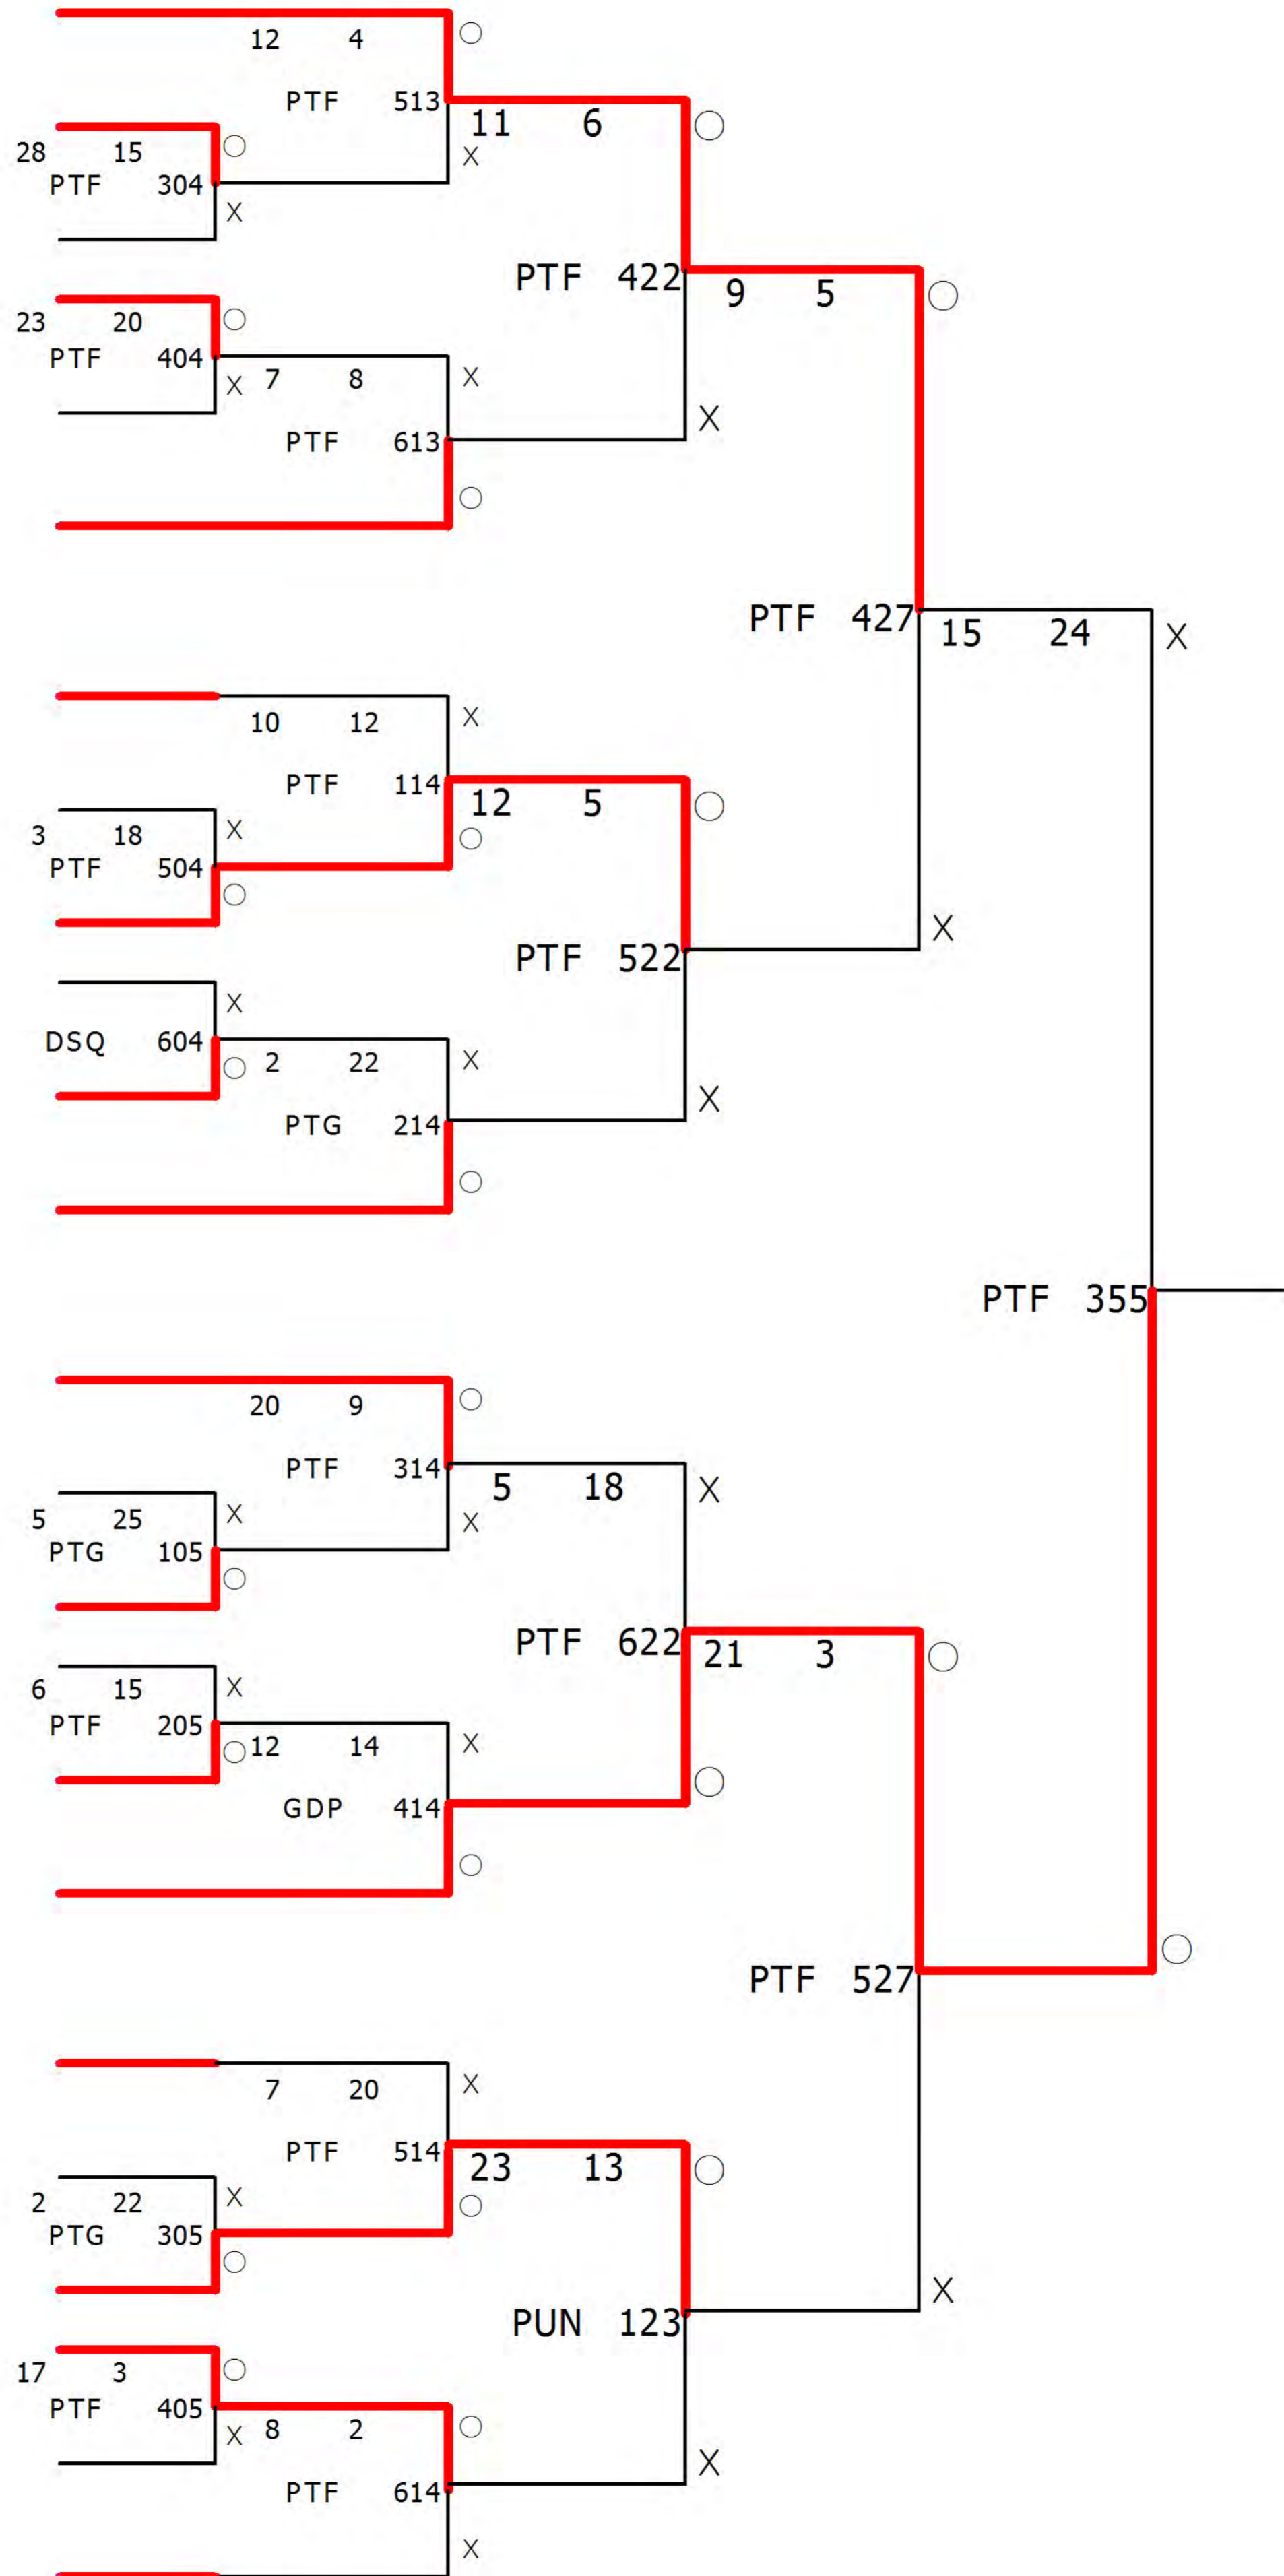 12 4
○
PTF 513
11 6
○
28 15
○
X
PTF 304
X
PTF 422
9 5
○
23 20
○
PTF 404
X
7 8
X
X
PTF 613
○
PTF 427
15 24
X
10 12
X
PTF 114
12 5
○
3 18
X
○
PTF 504
○
X
PTF 522
X
DSQ 604
○
2 22
X
X
PTG 214
○
PTF 355
20 9
○
PTF 314
5 18
X
5 25
X
X
PTG 105
○
PTF 622
21 3
○
6 15
X
PTF 205
○
12 14
X
○
GDP 414
○
○
PTF 527
7 20
X
PTF 514
23 13
○
2 22
X
○
PTG 305
○
X
PUN 123
17 3
○
PTF 405
X
8 2
○
X
PTF 614
X